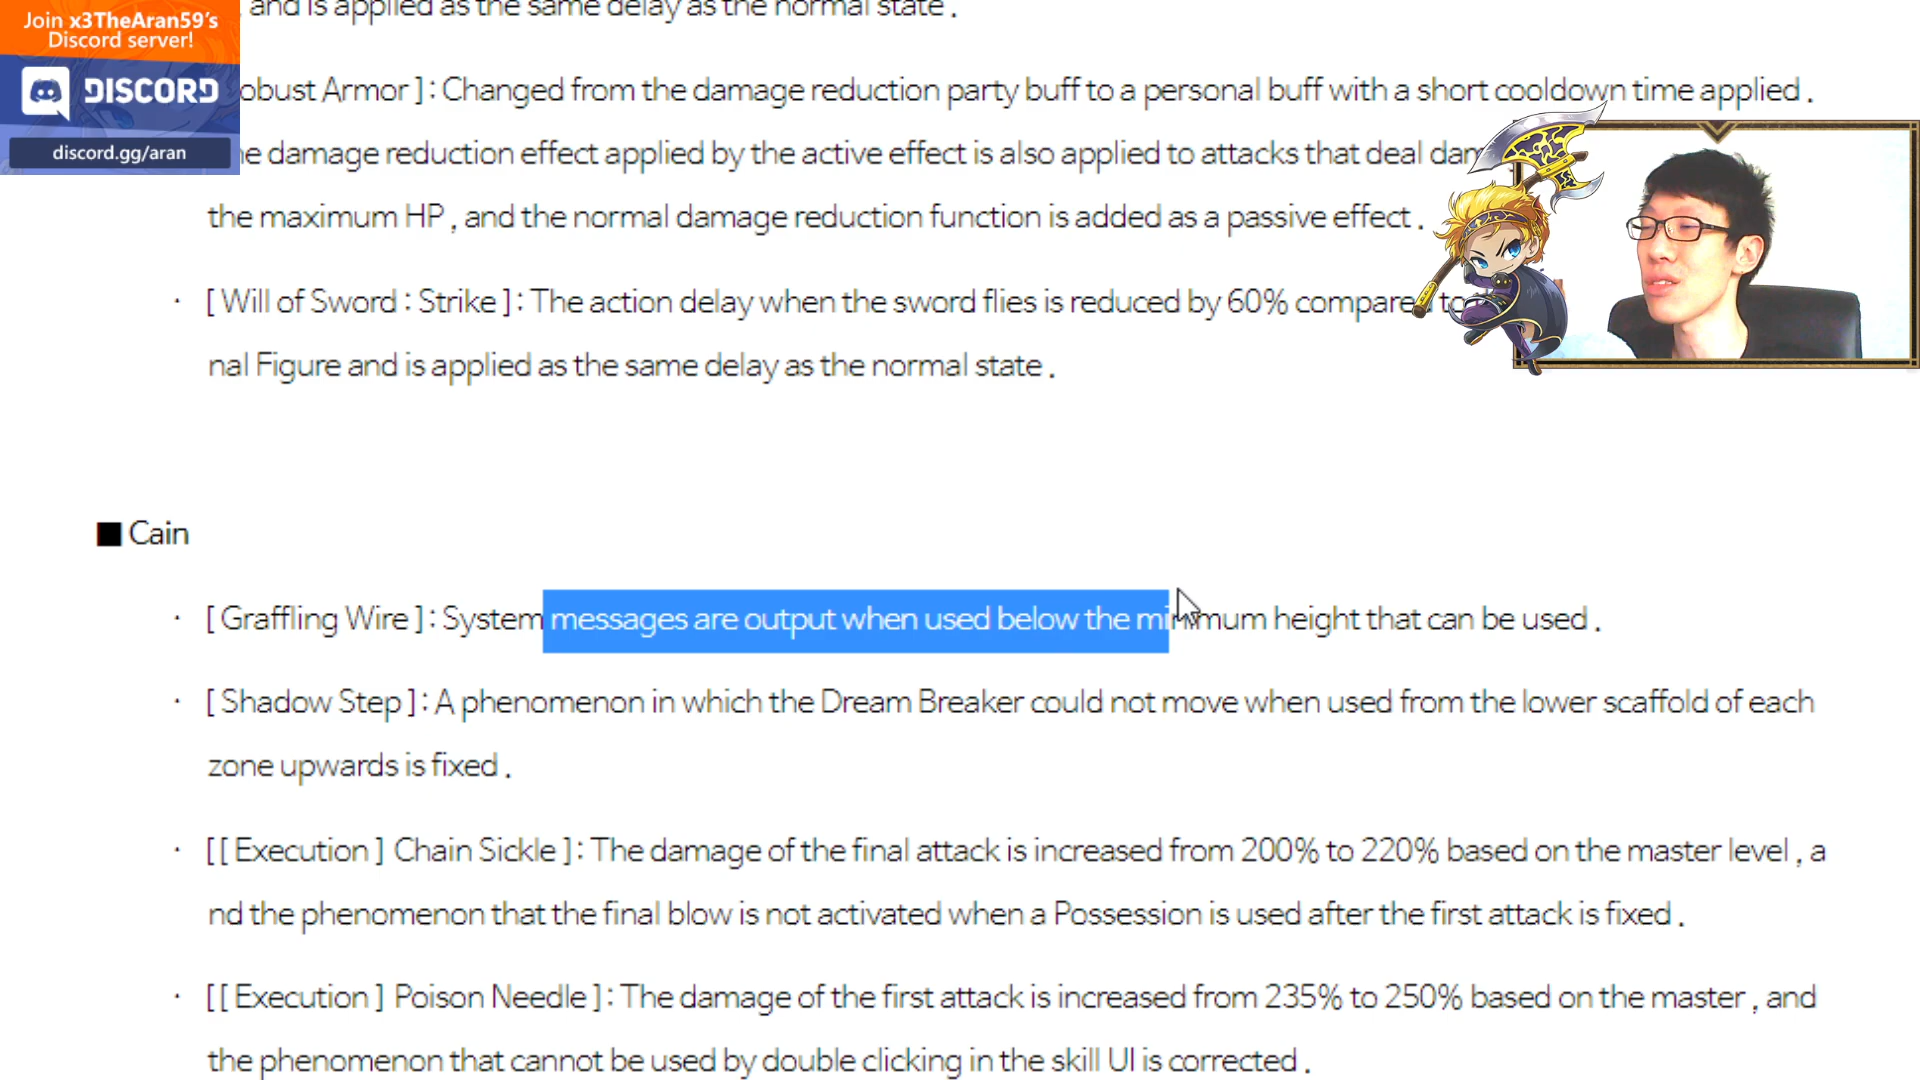 , and is applied as the same delay as the normal state .
Join x3TheAran59's
Discord server!
DISCORD
discord.gg/aran
obust Armor ] : Changed from the damage reduction party buff to a personal buff with a short cooldown time applied .
he damage reduction effect applied by the active effect is also applied to attacks that deal dam
the maximum HP , and the normal damage reduction function is added as a passive effect .
· [ Will of Sword : Strike ] : The action delay when the sword flies is reduced by 60% compared to
nal Figure and is applied as the same delay as the normal state .
■ Cain
· [ Graffling Wire ] : System messages are output when used below the minimum height that can be used .
· [ Shadow Step ] : A phenomenon in which the Dream Breaker could not move when used from the lower scaffold of each
zone upwards is fixed .
· [ [ Execution ] Chain Sickle ] : The damage of the final attack is increased from 200% to 220% based on the master level , a
nd the phenomenon that the final blow is not activated when a Possession is used after the first attack is fixed .
· [ [ Execution ] Poison Needle ] : The damage of the first attack is increased from 235% to 250% based on the master , and
the phenomenon that cannot be used by double clicking in the skill UI is corrected .